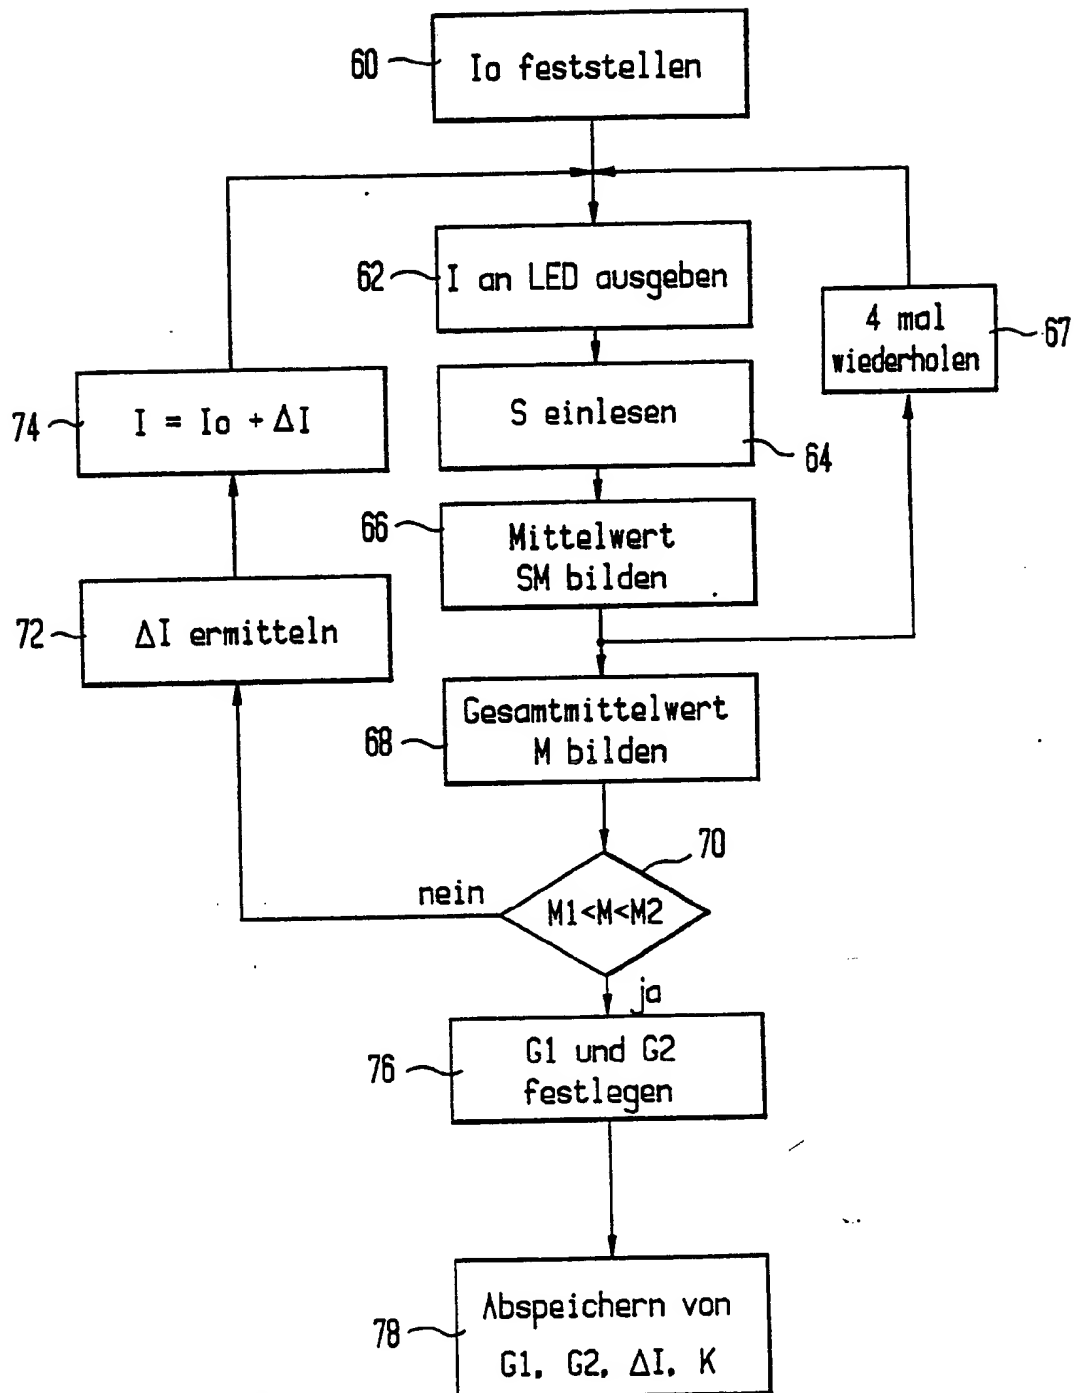 60
Io feststellen
62
I an LED ausgeben
4 mal
wiederholen
67
74
I = Io + ΔI
S einlesen
64
66
Mittelwert
SM bilden
72
ΔI ermitteln
Gesamtmittelwert
M bilden
68
70
nein
M1<M<M2
ja
76
G1 und G2
festlegen
78
Abspeichern von
G1, G2, ΔI, K